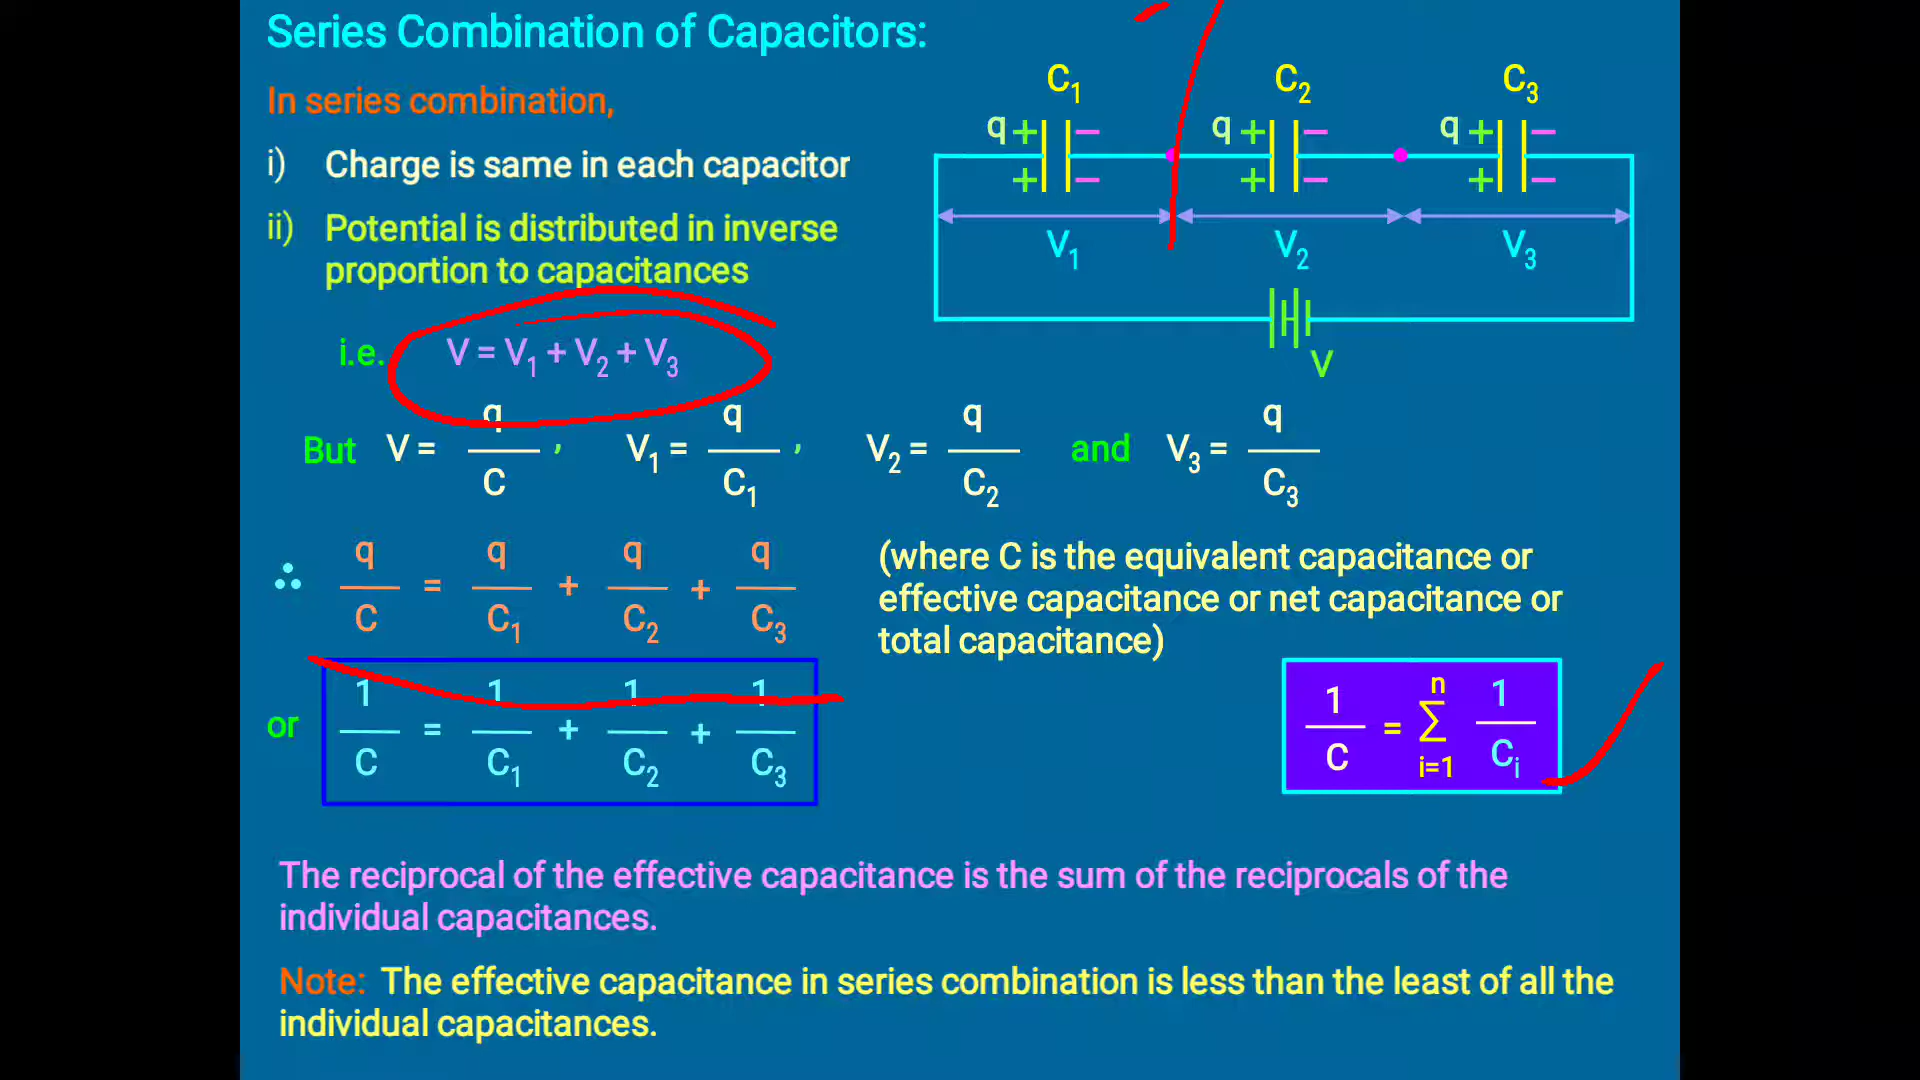 Series Combination of Capacitors:
In series combination,
i) Charge is same in each capacitor
ii) Potential is distributed in inverse
proportion to capacitances
C1 C2 C3
q + – q + – q + –
+ – + – + –
V1 V2 V3
V
i.e. V = V1 + V2 + V3
But V = q/C , V1 = q/C1 , V2 = q/C2 and V3 = q/C3
∴ q/C = q/C1 + q/C2 + q/C3
(where C is the equivalent capacitance or
effective capacitance or net capacitance or
total capacitance)
or 1/C = 1/C1 + 1/C2 + 1/C3
1/C = n ∑ i=1 1/Ci
The reciprocal of the effective capacitance is the sum of the reciprocals of the
individual capacitances.
Note: The effective capacitance in series combination is less than the least of all the
individual capacitances.